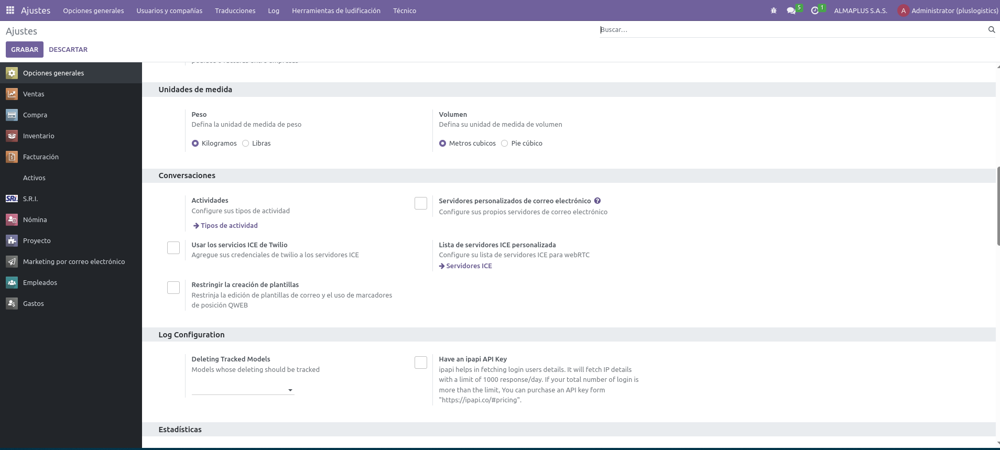 Ajustes Opciones generales Usuarios y compañías Traducciones Log Herramientas de ludificación Técnico 5 1 ALMAPLUS S.A.S. A Administrator (pluslogistics)
Ajustes
Buscar...
GRABAR DESCARTAR
Opciones generales
Ventas
Compra
Inventario
Facturación
Activos
SRi. S.R.I.
Nómina
Proyecto
Marketing por correo electrónico
Empleados
Gastos
Unidades de medida
Peso
Defina la unidad de medida de peso
Kilogramos Libras
Volumen
Defina su unidad de medida de volumen
Metros cubicos Pie cúbico
Conversaciones
Actividades
Configure sus tipos de actividad
Tipos de actividad
Servidores personalizados de correo electrónico ?
Configure sus propios servidores de correo electrónico
Usar los servicios ICE de Twilio
Agregue sus credenciales de twilio a los servidores ICE
Lista de servidores ICE personalizada
Configure su lista de servidores ICE para webRTC
Servidores ICE
Restringir la creación de plantillas
Restrinja la edición de plantillas de correo y el uso de marcadores
de posición QWEB
Log Configuration
Deleting Tracked Models
Models whose deleting should be tracked
Have an ipapi API Key
ipapi helps in fetching login users details. It will fetch IP details
with a limit of 1000 response/day. If your total number of login is
more than the limit, You can purchase an API key form
"https://ipapi.co/#pricing".
Estadísticas